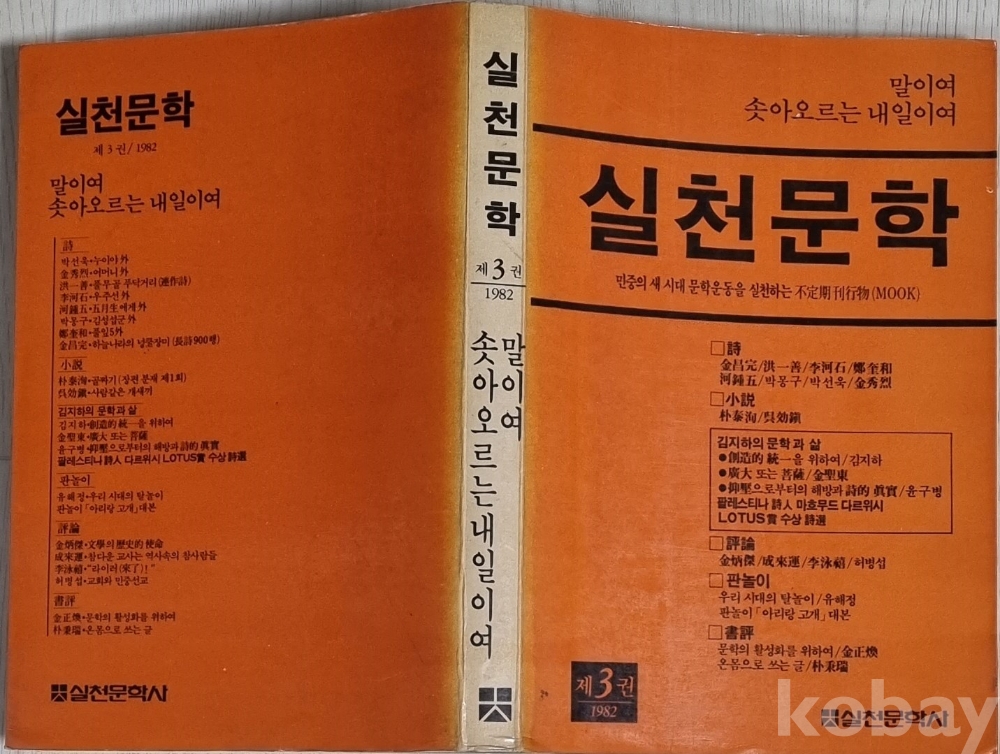 실천문학
제 3 권 / 1982
말이여
솟아오르는 내일이여
詩
박선욱•누이야 外
金秀烈•어머니 外
洪一善•풀무꿈 푸닥거리 (連作詩)
李河石•우주선 外
河鍾五•五月生에게 外
박몽구•김성섭군 外
鄭奎和•풀잎5 外
金昌完•하늘나라의 낮꿈장미 (長詩900행)
小説
朴泰洵•골짜기 (장편 분재 제1회)
呉効鎭•사람같은 개새끼
김지하의 문학과 삶
김지하•創造的 統一을 위하여
金聖東•廣大 또는 菩薩
윤구병•抑壓으로부터의 해방과 詩的 眞實
팔레스티나 詩人 다르위시 LOTUS賞 수상 詩選
판놀이
유해정•우리 시대의 탈놀이
판놀이 「아리랑 고개」 대본
評論
金炳傑•文學의 歷史的 使命
成來運•참다운 교사는 역사속의 참사람들
李泳禧•"라이러(來了)!"
허병섭•교회와 민중선교
書評
金正煥•문학의 활성화를 위하여
朴秉瑞•온몸으로 쓰는 글
실천문학사
실천문학
제 3 권
1982
말이여
솟아오르는 내일이여
말이여
솟아오르는 내일이여
실천문학
민중의 새 시대 문학운동을 실천하는 不定期 刊行物 (MOOK)
□詩
金昌完/洪一善/李河石/鄭奎和
河鍾五/박몽구/박선욱/金秀烈
□小説
朴泰洵/呉効鎭
김지하의 문학과 삶
●創造的 統一을 위하여/김지하
●廣大 또는 菩薩/金聖東
●抑壓으로부터의 해방과 詩的 眞實/윤구병
팔레스티나 詩人 마흐무드 다르위시
LOTUS賞 수상 詩選
□評論
金炳傑/成來運/李泳禧/허병섭
□판놀이
우리 시대의 탈놀이/유해정
판놀이 「아리랑 고개」 대본
□書評
문학의 활성화를 위하여/金正煥
온몸으로 쓰는 글/朴秉瑞
제 3 권
1982
실천문학사
kobay